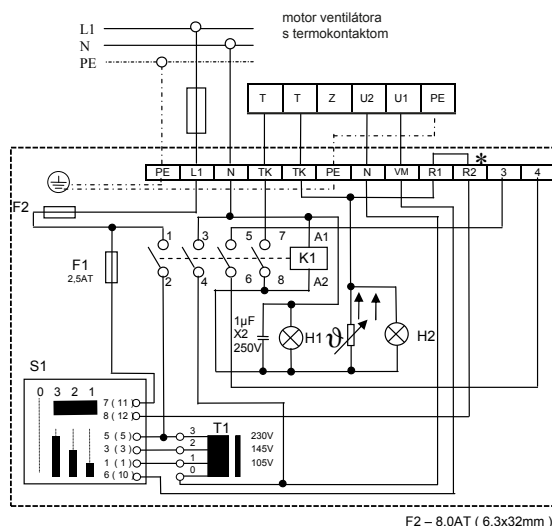 motor ventilátora
s termokontaktom
L1
N
PE
T T Z U2 U1 PE
PE L1 N TK TK PE N VM R1 R2 3 4
*
F2
F1
2,5AT
1 3 5 7
2 4 6 8
A1
K1
A2
1µF
X2
250V
H1
ϑ
H2
S1
0 3 2 1
7 ( 11 )
8 ( 12 )
5 ( 5 )
3 ( 3 )
1 ( 1 )
6 ( 10 )
T1
3 230V
2 145V
1 105V
0
F2 – 8,0AT ( 6,3x32mm )